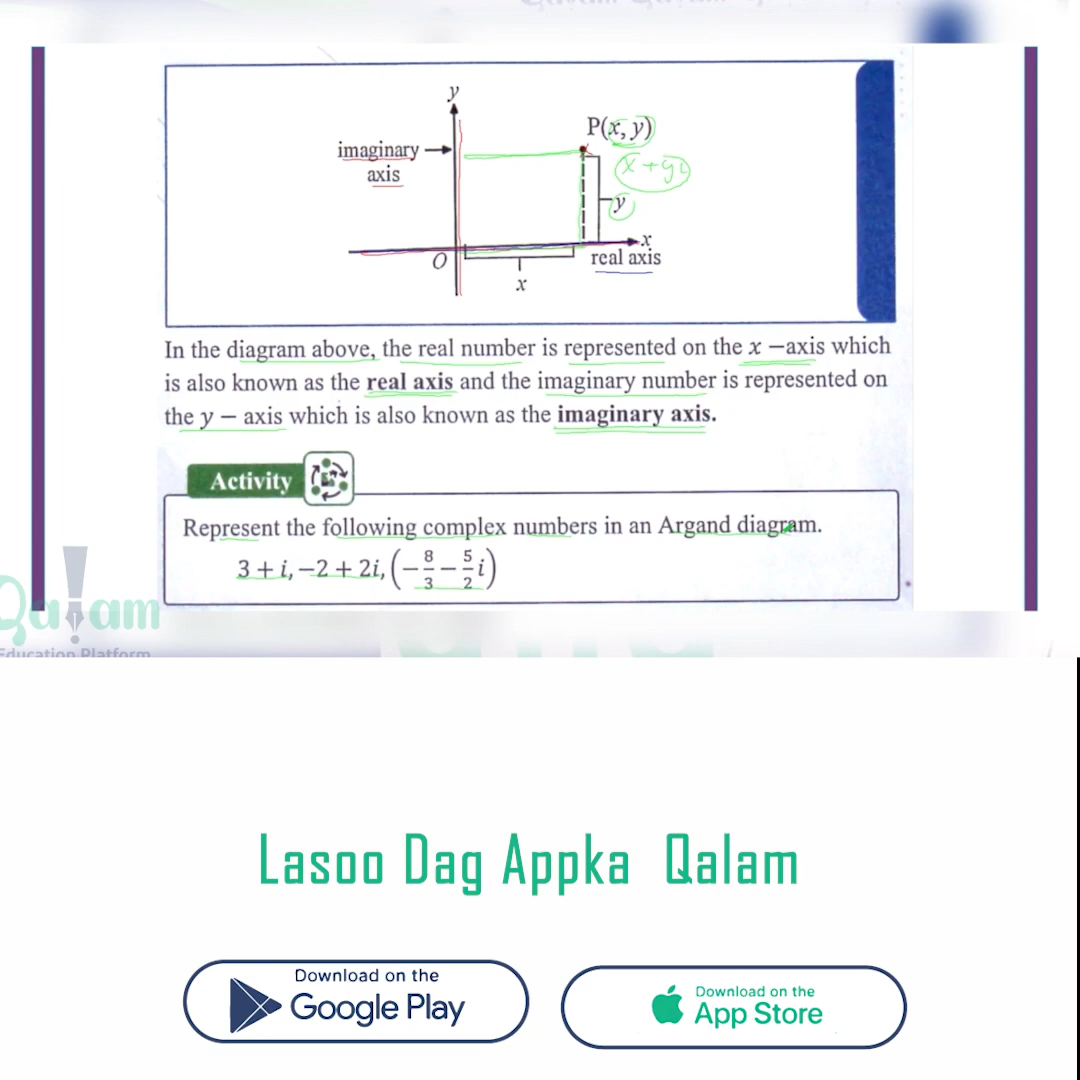 y
P(x, y)
imaginary
axis
x + yi
y
x
O
real axis
x
In the diagram above, the real number is represented on the x −axis which
is also known as the real axis and the imaginary number is represented on
the y − axis which is also known as the imaginary axis.
Activity
Represent the following complex numbers in an Argand diagram.
3 + i, −2 + 2i, (−8/3 − 5/2 i)
Qalam
Education Platform
Lasoo Dag Appka Qalam
Download on the
Google Play
Download on the
App Store